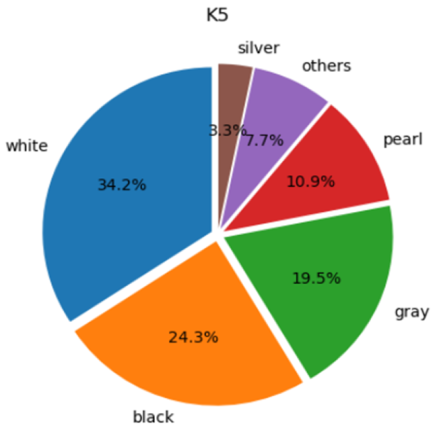 K5
silver
others
white
3.3%
7.7%
pearl
34.2%
10.9%
19.5%
gray
24.3%
black